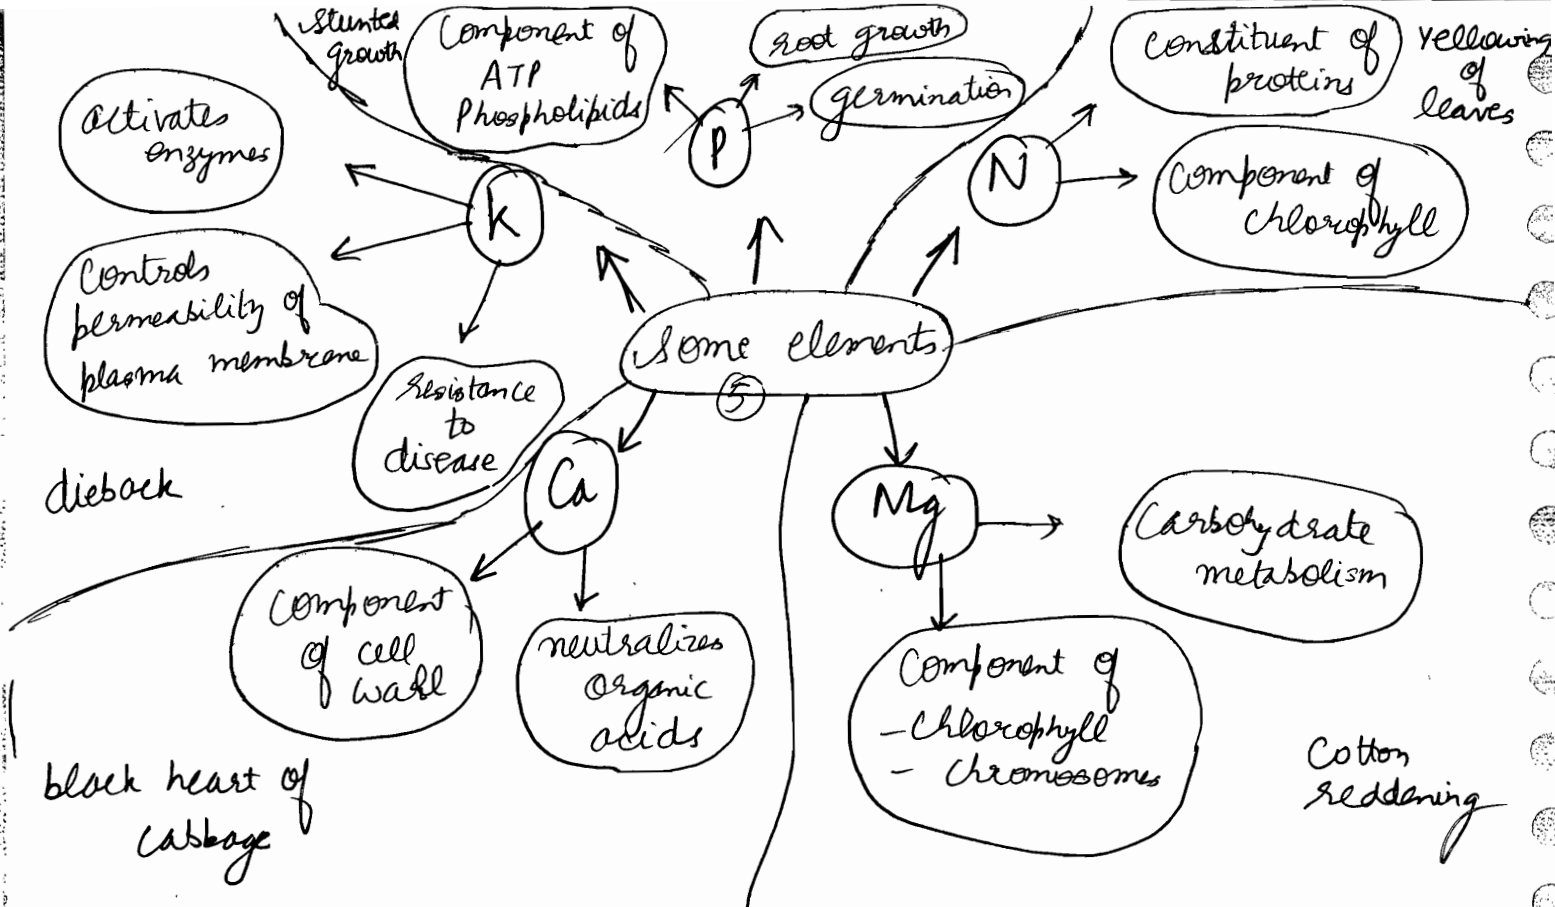 stunted
growth
Component of
ATP
Phospholipids
root growth
germination
P
Constituent of
proteins
yellowing
of
leaves
N
Component of
chlorophyll
activates
enzymes
K
Controls
permeability of
plasma membrane
resistance
to
disease
dieback
Some elements
5
Ca
Component
of cell
wall
neutralizes
organic
acids
black heart of
cabbage
Mg
Carbohydrate
metabolism
Component of
- Chlorophyll
- Chromosomes
Cotton
reddening